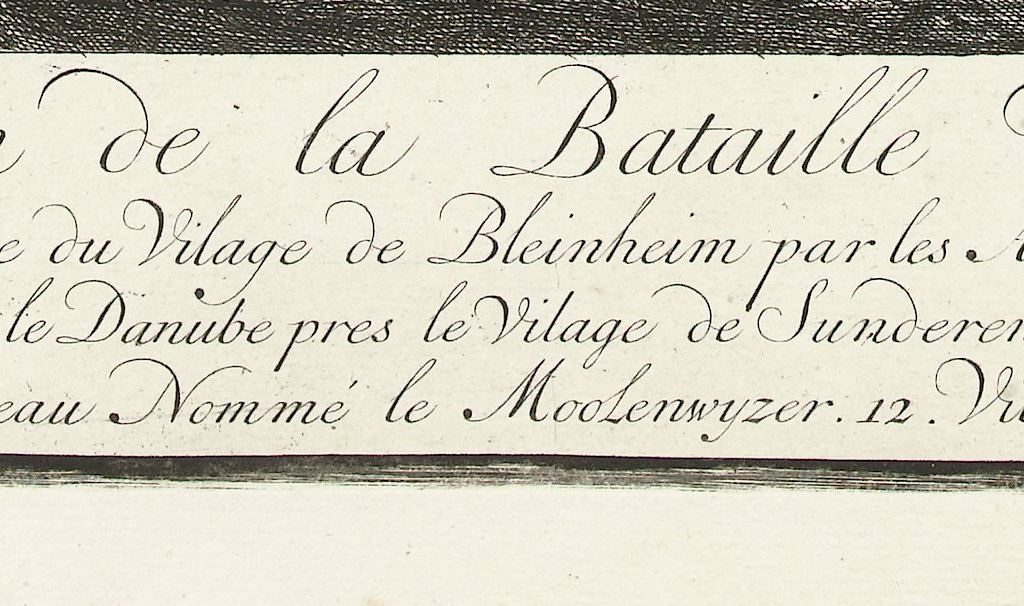 de la Bataille
du Vilage de Bleinheim par les
le Danube pres le Vilage de Sunderen
eau Nommé le Moolenwyzer. 12.